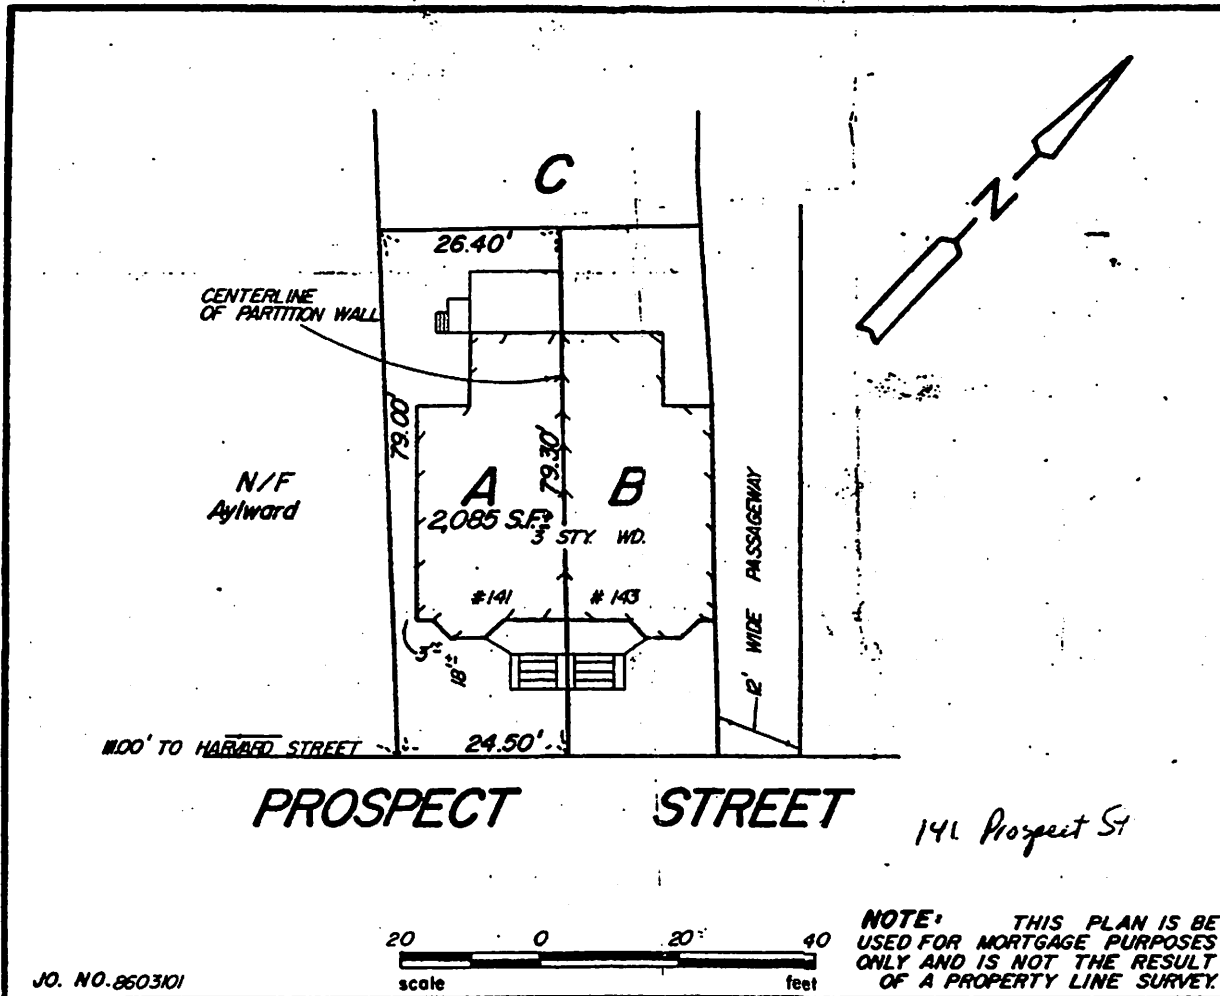 C
N
26.40'
CENTERLINE
OF PARTITION WALL
79.00'
79.30'
N/F
Aylward
A
B
2,085 S.F.±
3 STY. WD.
#141
# 143
12' WIDE PASSAGEWAY
3'±
18'±
TO HARVARD STREET
24.50'
PROSPECT STREET
141 Prospect St
20 0 20 40
scale feet
NOTE: THIS PLAN IS BE
USED FOR MORTGAGE PURPOSES
ONLY AND IS NOT THE RESULT
OF A PROPERTY LINE SURVEY.
JO. NO. 8603101